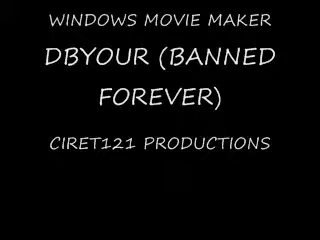 WINDOWS MOVIE MAKER
DBYOUR (BANNED
FOREVER)
CIRET121 PRODUCTIONS